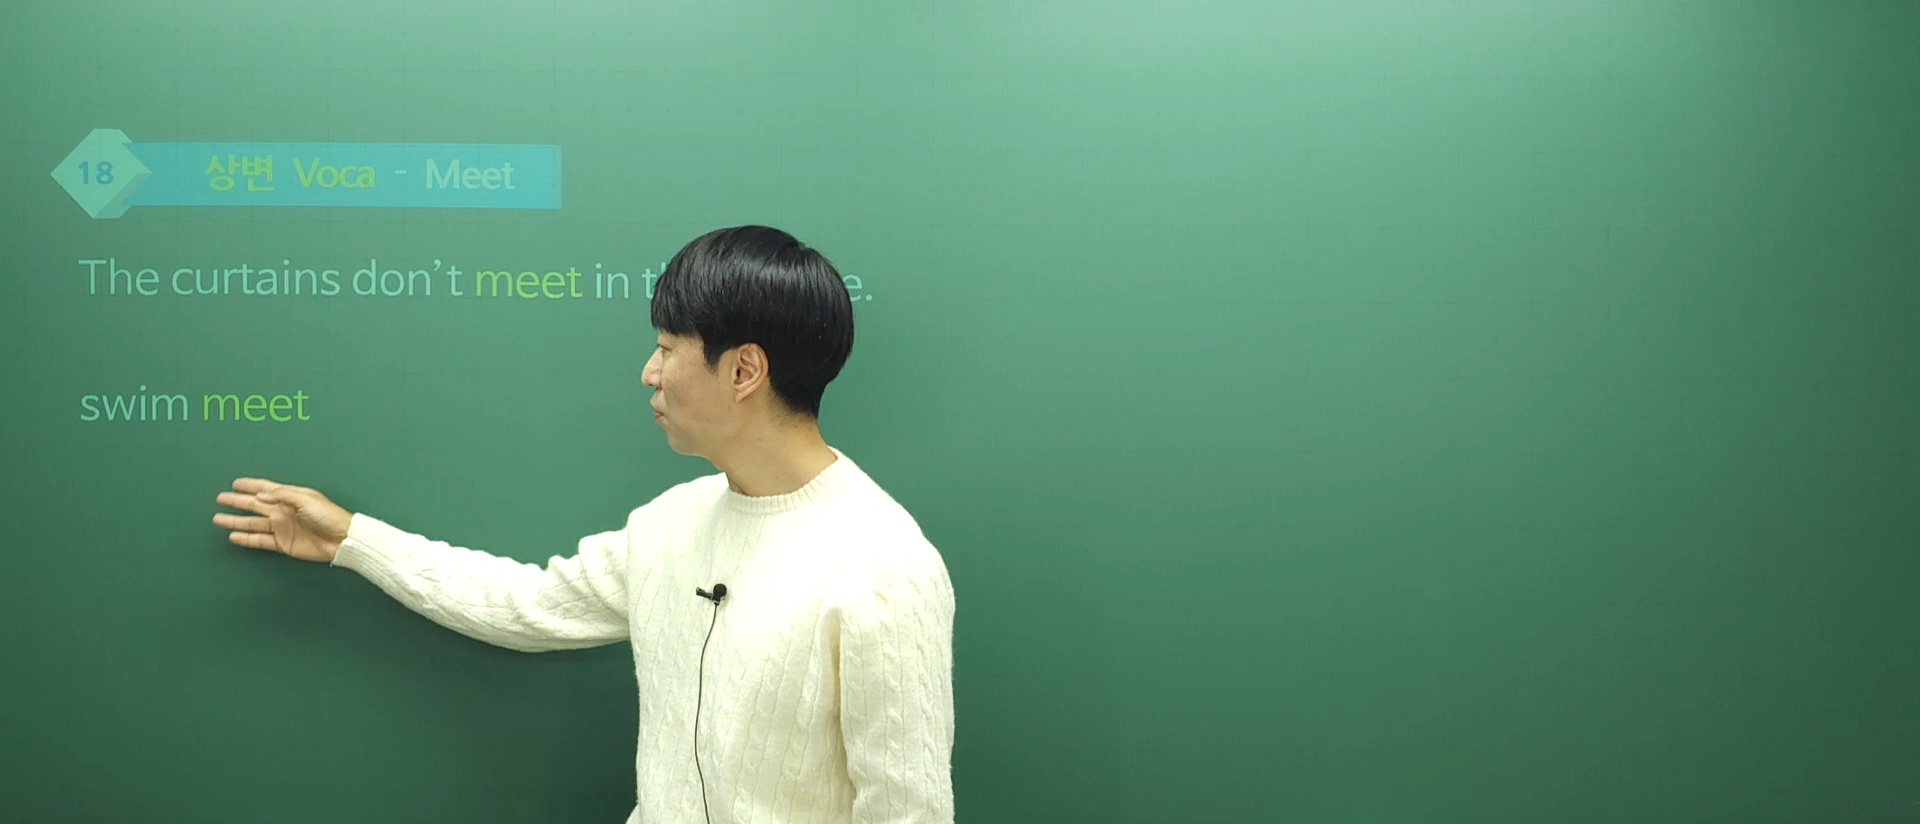 18 상변 Voca - Meet
The curtains don't meet in
swim meet